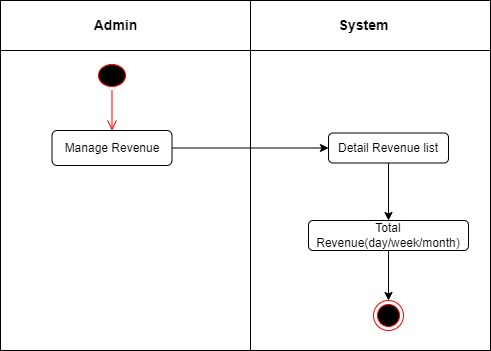 Admin
System
Manage Revenue
Detail Revenue list
Total
Revenue(day/week/month)